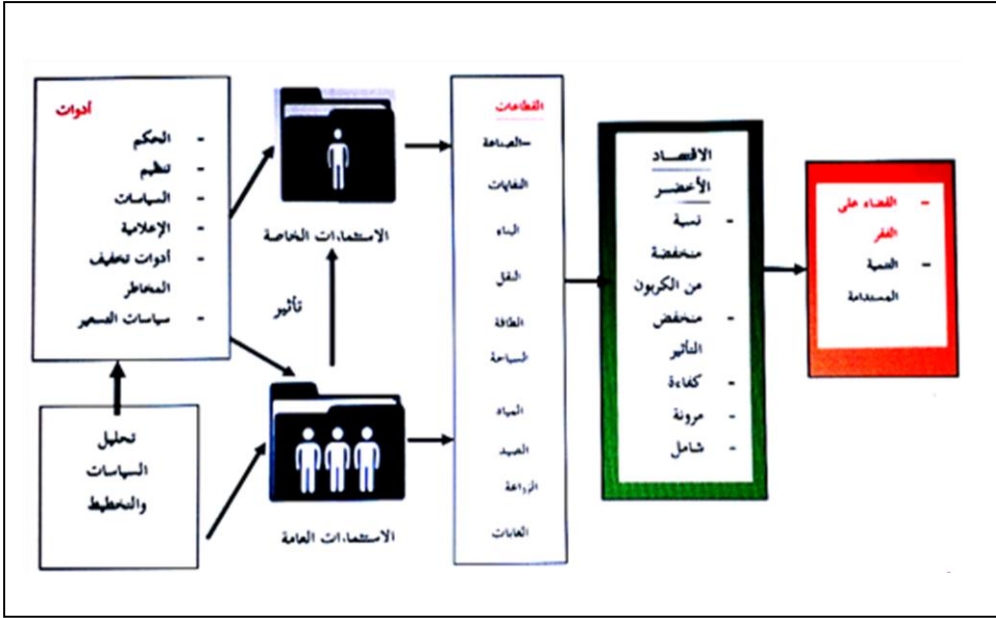 أدوات
- الحكم
- تنظيم
- السياسات
- الإعلامية
- أدوات تخفيف
المخاطر
- سياسات التسعير
تحليل
السياسات
والتخطيط
الاستثمارات الخاصة
تأثير
الاستثمارات العامة
القطاعات
-الصناعة
النفايات
البناء
النقل
الطاقة
السياحة
المياه
الصيد
الزراعة
الغابات
الاقتصاد
الأخضر
- نسبة
منخفضة
من الكربون
- منخفض
التأثير
- كفاءة
- مرونة
- شامل
- القضاء على
الفقر
- التنمية
المستدامة